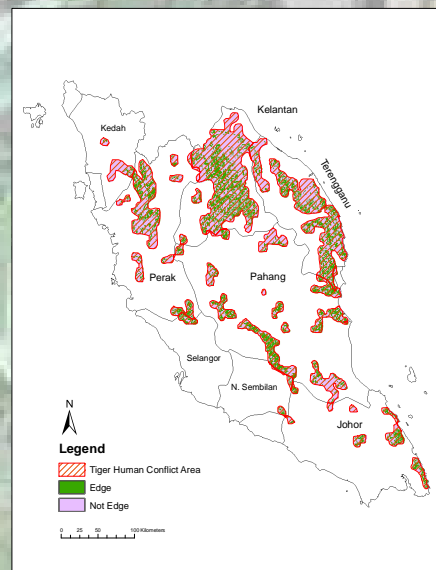 Kelantan
Kedah
Terengganu
Perak
Pahang
Selangor
N. Sembilan
Johor
N
Legend
Tiger Human Conflict Area
Edge
Not Edge
0 25 50 100 Kilometers